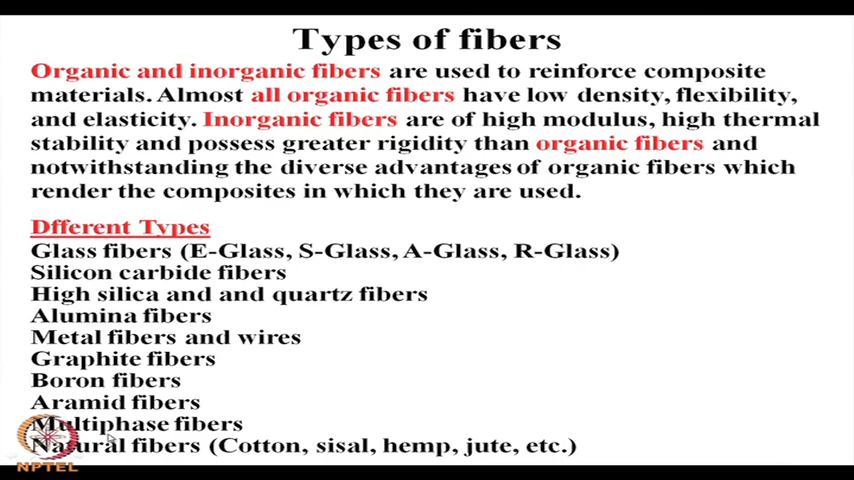 Types of fibers
Organic and inorganic fibers are used to reinforce composite
materials. Almost all organic fibers have low density, flexibility,
and elasticity. Inorganic fibers are of high modulus, high thermal
stability and possess greater rigidity than organic fibers and
notwithstanding the diverse advantages of organic fibers which
render the composites in which they are used.
Dfferent Types
Glass fibers (E-Glass, S-Glass, A-Glass, R-Glass)
Silicon carbide fibers
High silica and and quartz fibers
Alumina fibers
Metal fibers and wires
Graphite fibers
Boron fibers
Aramid fibers
Multiphase fibers
Natural fibers (Cotton, sisal, hemp, jute, etc.)
NPTEL